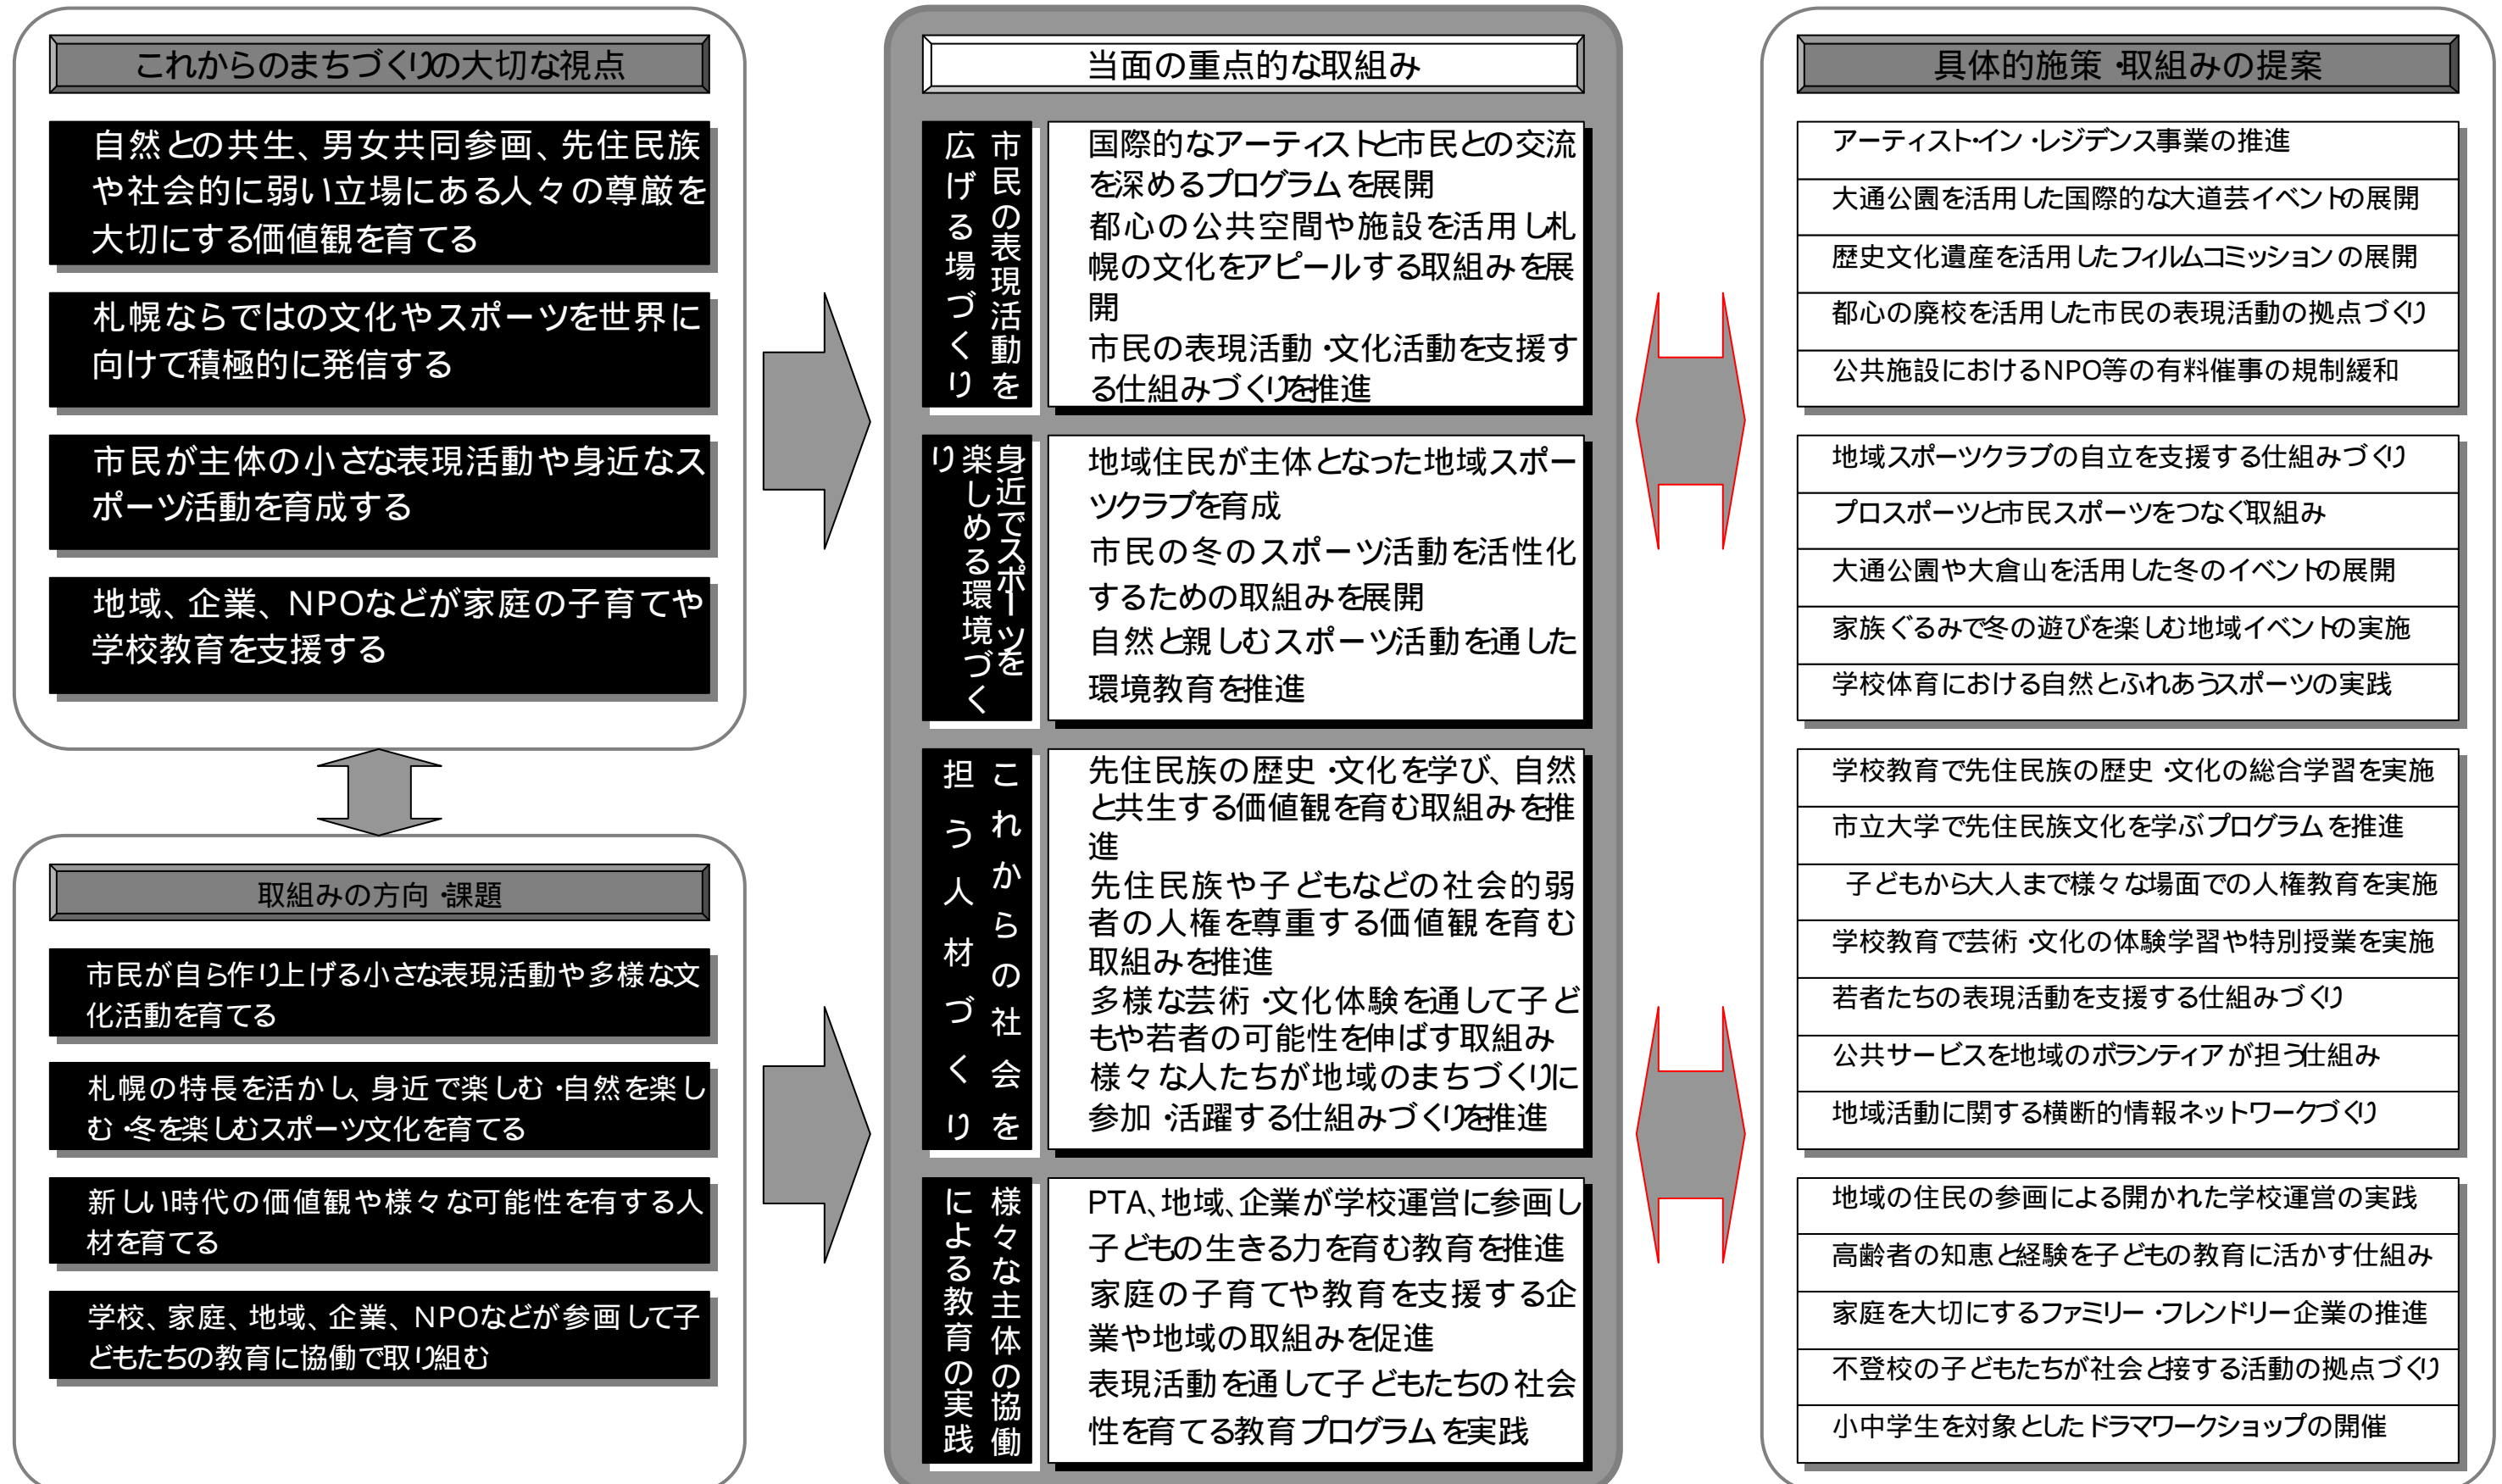 これからのまちづくりの大切な視点
自然との共生、男女共同参画、先住民族
や社会的に弱い立場にある人々の尊厳を
大切にする価値観を育てる
札幌ならではの文化やスポーツを世界に
向けて積極的に発信する
市民が主体の小さな表現活動や身近なス
ポーツ活動を育成する
地域、企業、NPOなどが家庭の子育てや
学校教育を支援する
取組みの方向・課題
市民が自ら作り上げる小さな表現活動や多様な文
化活動を育てる
札幌の特長を活かし、身近で楽しむ・自然を楽し
む・冬を楽しむスポーツ文化を育てる
新しい時代の価値観や様々な可能性を有する人
材を育てる
学校、家庭、地域、企業、NPOなどが参画して子
どもたちの教育に協働で取り組む
当面の重点的な取組み
市民の表現活動を
広げる場づくり
国際的なアーティストと市民との交流
を深めるプログラムを展開
都心の公共空間や施設を活用し札
幌の文化をアピールする取組みを展
開
市民の表現活動・文化活動を支援す
る仕組みづくりを推進
身近でスポーツを
楽しめる環境づく
り
地域住民が主体となった地域スポー
ツクラブを育成
市民の冬のスポーツ活動を活性化
するための取組みを展開
自然と親しむスポーツ活動を通した
環境教育を推進
これからの社会を
担う人材づくり
先住民族の歴史・文化を学び、自然
と共生する価値観を育む取組みを推
進
先住民族や子どもなどの社会的弱
者の人権を尊重する価値観を育む
取組みを推進
多様な芸術・文化体験を通して子ど
もや若者の可能性を伸ばす取組み
様々な人たちが地域のまちづくりに
参加・活躍する仕組みづくりを推進
様々な主体の協働
による教育の実践
PTA、地域、企業が学校運営に参画し
子どもの生きる力を育む教育を推進
家庭の子育てや教育を支援する企
業や地域の取組みを促進
表現活動を通して子どもたちの社会
性を育てる教育プログラムを実践
具体的施策・取組みの提案
アーティスト・イン・レジデンス事業の推進
大通公園を活用した国際的な大道芸イベントの展開
歴史文化遺産を活用したフィルムコミッションの展開
都心の廃校を活用した市民の表現活動の拠点づくり
公共施設におけるNPO等の有料催事の規制緩和
地域スポーツクラブの自立を支援する仕組みづくり
プロスポーツと市民スポーツをつなぐ取組み
大通公園や大倉山を活用した冬のイベントの展開
家族ぐるみで冬の遊びを楽しむ地域イベントの実施
学校体育における自然とふれあうスポーツの実践
学校教育で先住民族の歴史・文化の総合学習を実施
市立大学で先住民族文化を学ぶプログラムを推進
子どもから大人まで様々な場面での人権教育を実施
学校教育で芸術・文化の体験学習や特別授業を実施
若者たちの表現活動を支援する仕組みづくり
公共サービスを地域のボランティアが担う仕組み
地域活動に関する横断的情報ネットワークづくり
地域の住民の参画による開かれた学校運営の実践
高齢者の知恵と経験を子どもの教育に活かす仕組み
家庭を大切にするファミリー・フレンドリー企業の推進
不登校の子どもたちが社会と接する活動の拠点づくり
小中学生を対象としたドラマワークショップの開催